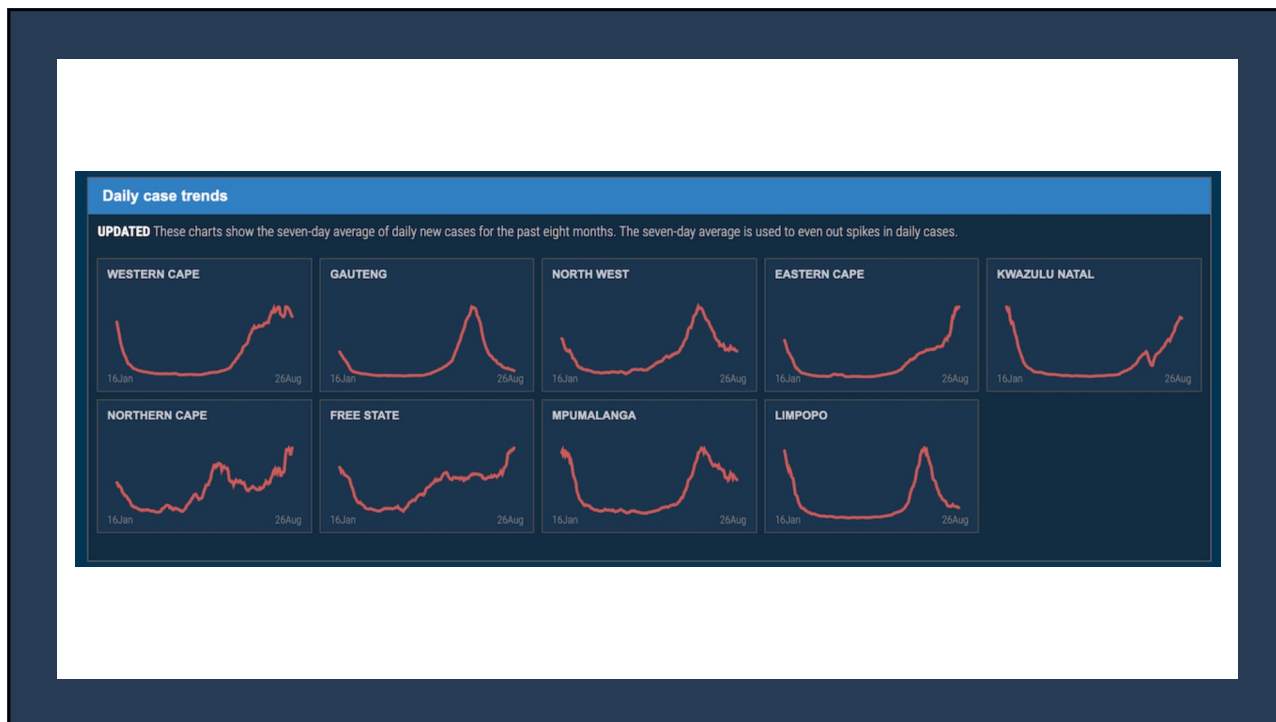 Daily case trends
UPDATED These charts show the seven-day average of daily new cases for the past eight months. The seven-day average is used to even out spikes in daily cases.
WESTERN CAPE
16Jan 26Aug
GAUTENG
16Jan 26Aug
NORTH WEST
16Jan 26Aug
EASTERN CAPE
16Jan 26Aug
KWAZULU NATAL
16Jan 26Aug
NORTHERN CAPE
16Jan 26Aug
FREE STATE
16Jan 26Aug
MPUMALANGA
16Jan 26Aug
LIMPOPO
16Jan 26Aug